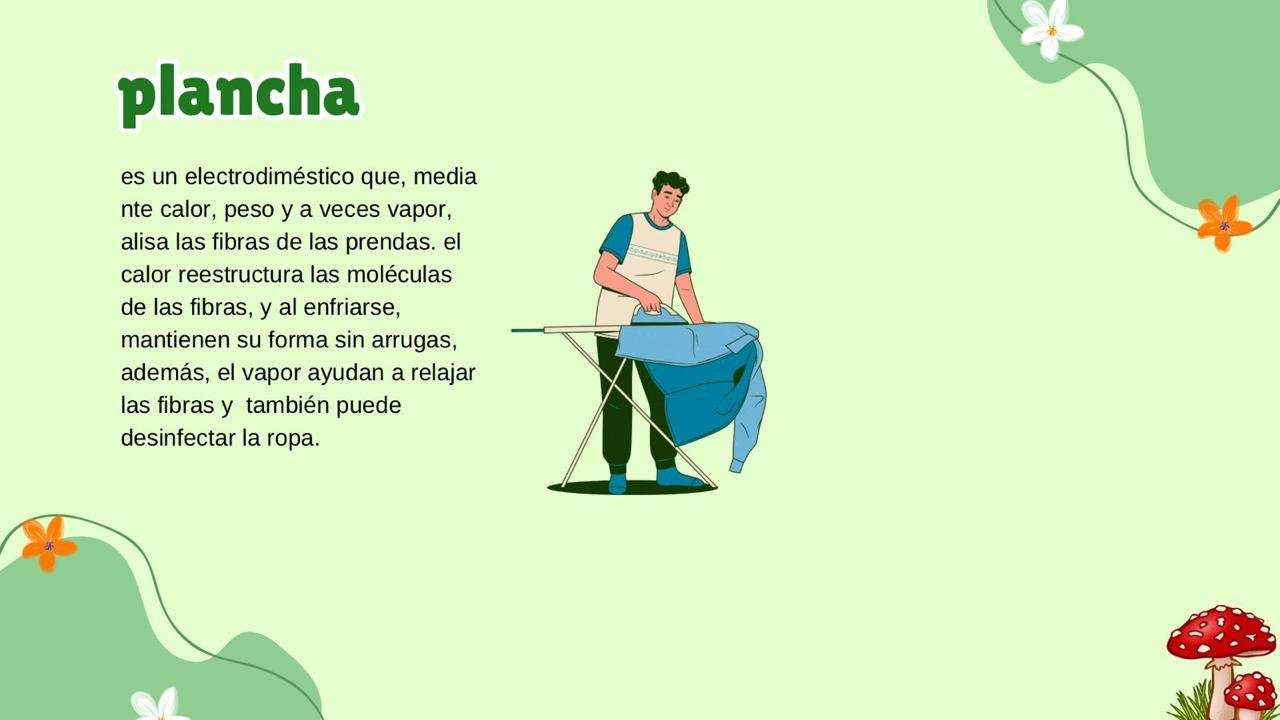 plancha
es un electrodiméstico que, media
nte calor, peso y a veces vapor,
alisa las fibras de las prendas. el
calor reestructura las moléculas
de las fibras, y al enfriarse,
mantienen su forma sin arrugas,
además, el vapor ayudan a relajar
las fibras y  también puede
desinfectar la ropa.